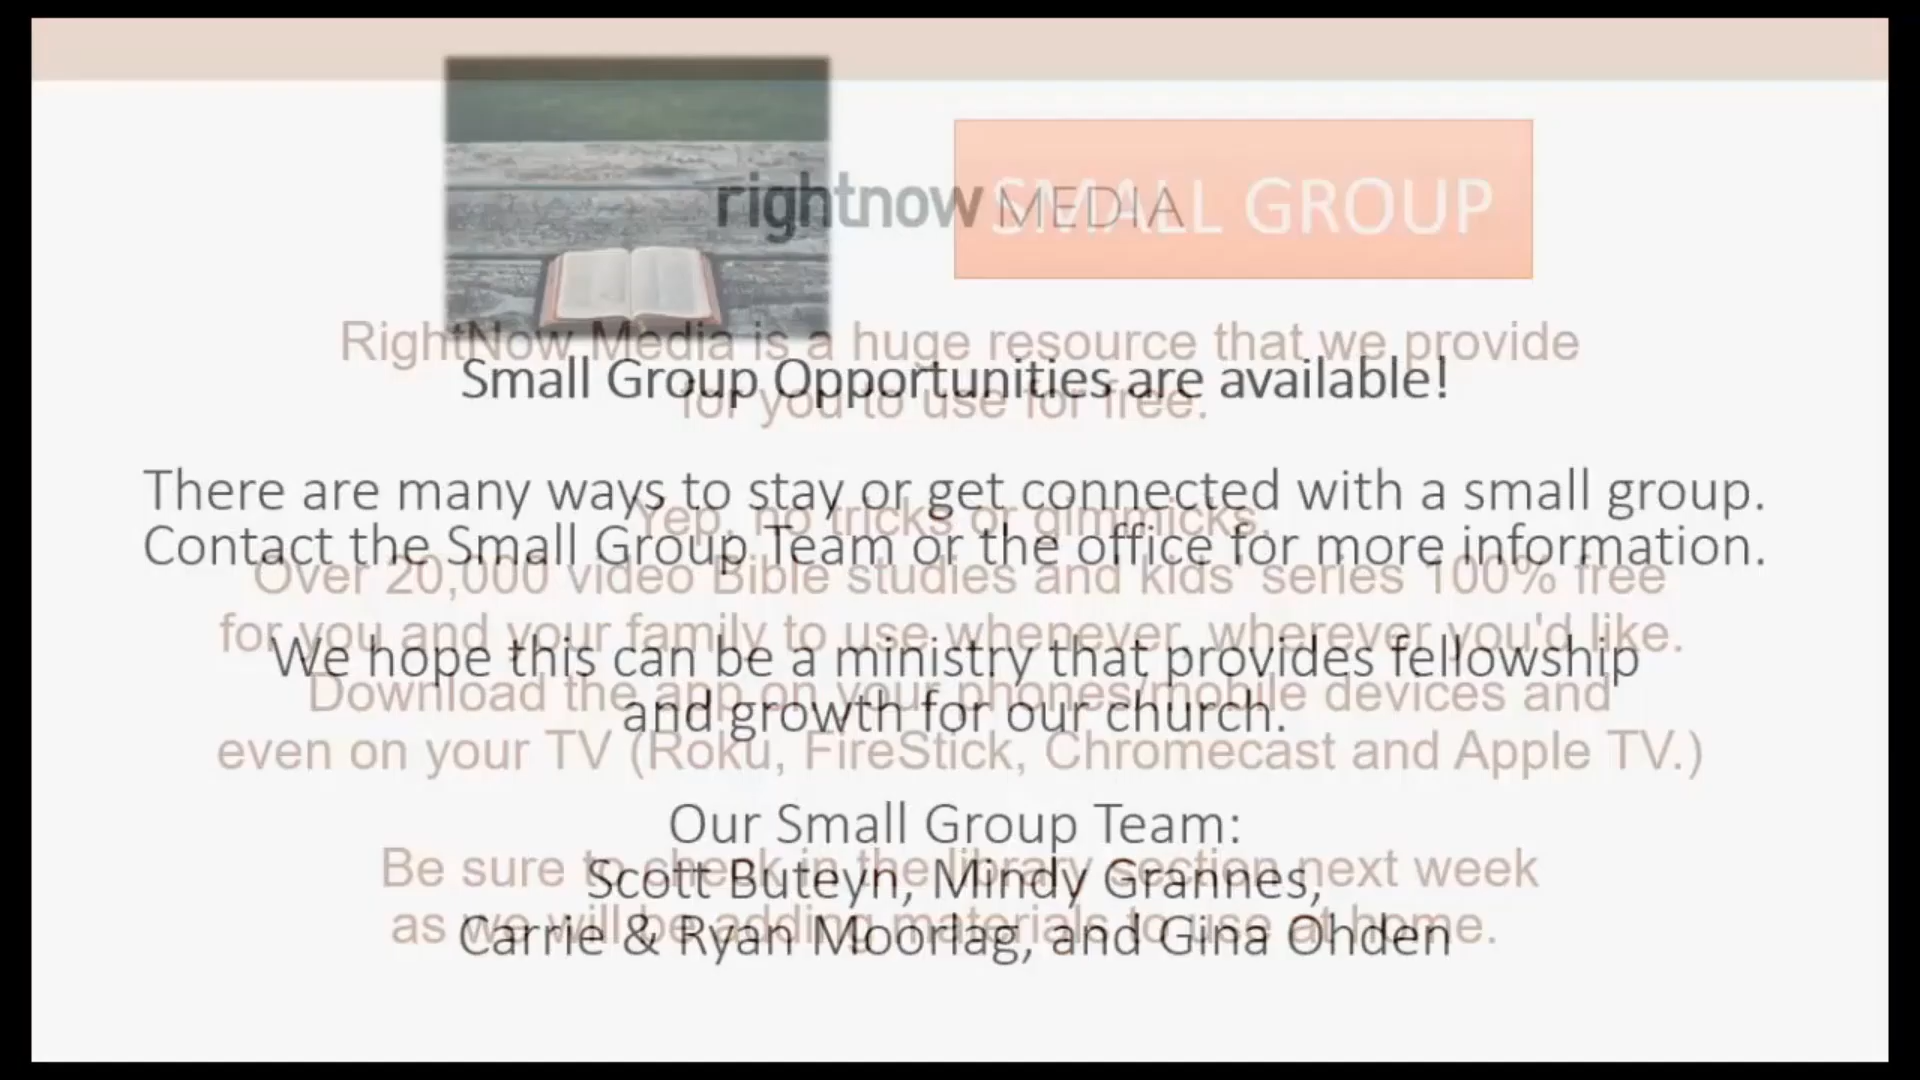 rightnow MEDIA
SMALL GROUP
RightNow Media is a huge resource that we provide
for you to use for free.
Yep, no tricks or gimmicks.
Over 20,000 video Bible studies and kids' series 100% free
for you and your family to use whenever, wherever you'd like.
Download the app on your phones/mobile devices and
even on your TV (Roku, FireStick, Chromecast and Apple TV.)
Be sure to check in the library section next week
as we will be adding materials to use at home.
Small Group Opportunities are available!
There are many ways to stay or get connected with a small group.
Contact the Small Group Team or the office for more information.
We hope this can be a ministry that provides fellowship
and growth for our church.
Our Small Group Team:
Scott Buteyn, Mindy Grannes,
Carrie & Ryan Moorlag, and Gina Ohden